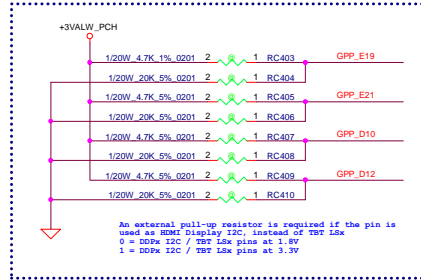 +3VALW_PCH
1/20W_4.7K_1%_0201 2 1 RC403 GPP_E19
1/20W_20K_5%_0201 2 1 RC404
1/20W_4.7K_5%_0201 2 1 RC405 GPP_E21
1/20W_20K_5%_0201 2 1 RC406
1/20W_4.7K_5%_0201 2 1 RC407 GPP_D10
1/20W_20K_5%_0201 2 1 RC408
1/20W_4.7K_5%_0201 2 1 RC409 GPP_D12
1/20W_20K_5%_0201 2 1 RC410
An external pull-up resistor is required if the pin is
used as HDMI Display I2C, instead of TBT LSx
0 = DDPx I2C / TBT LSx pins at 1.8V
1 = DDPx I2C / TBT LSx pins at 3.3V